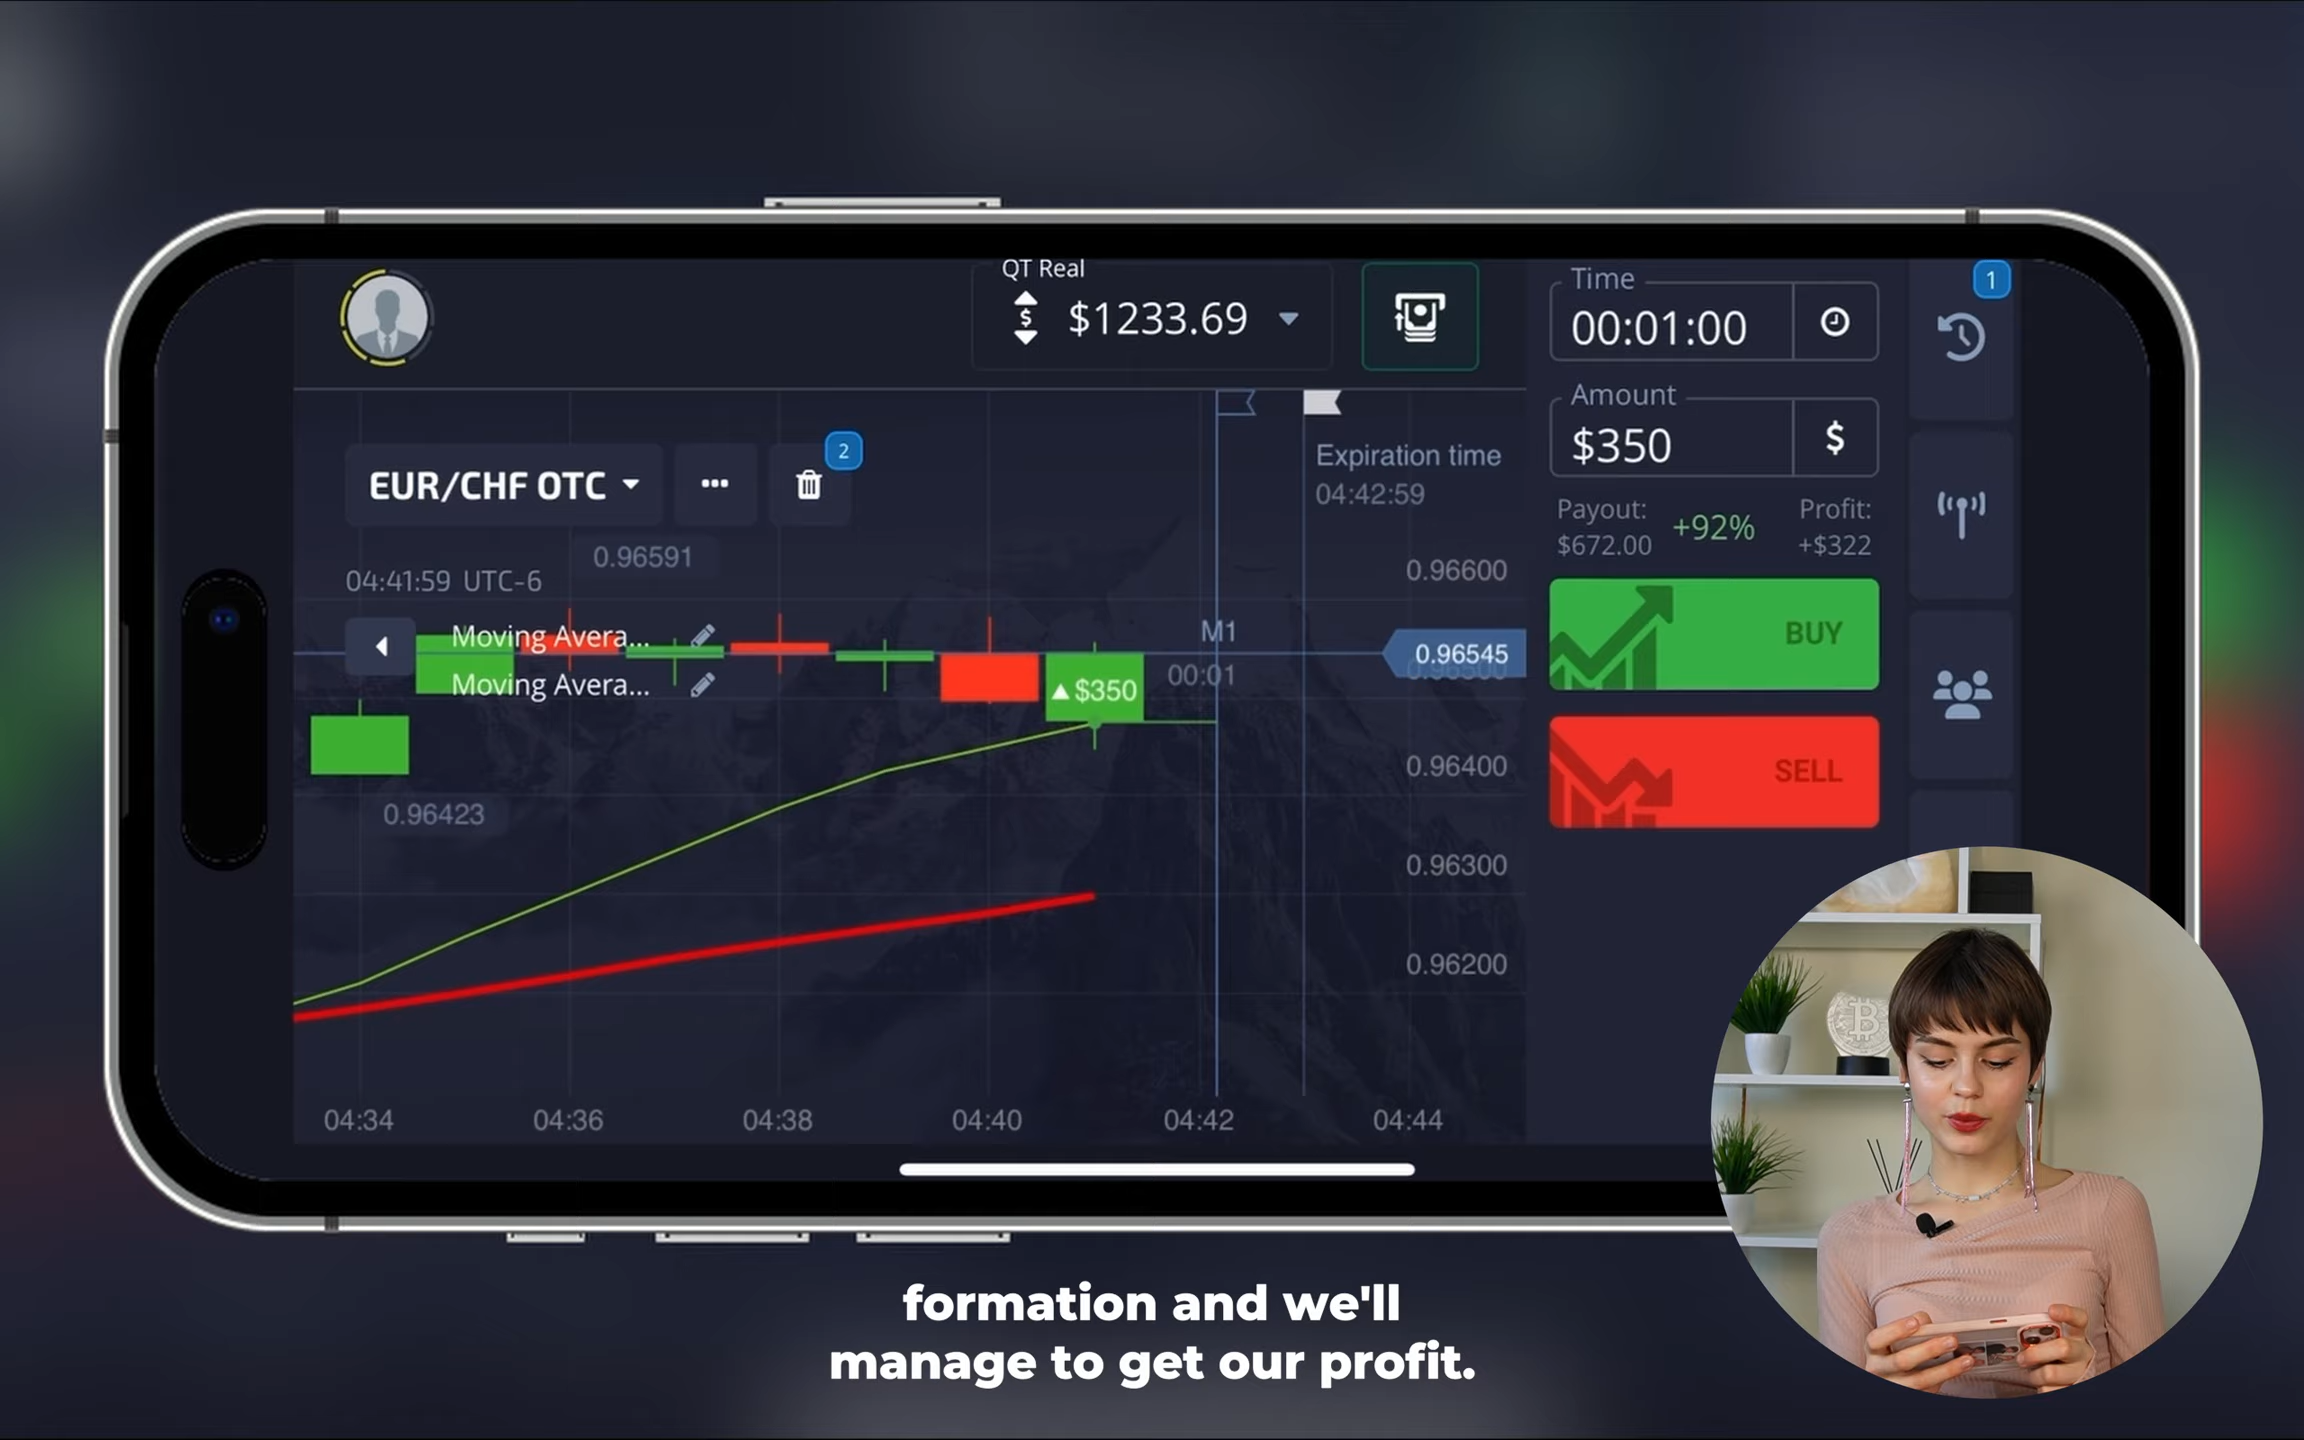 QT Real
$1233.69
Time
00:01:00
1
Amount
$350
$
Payout:
$672.00
+92%
Profit:
+$322
BUY
SELL
EUR/CHF OTC
2
Expiration time
04:42:59
0.96591
04:41:59 UTC-6
Moving Avera...
Moving Avera...
$350
M1
00:01
0.96600
0.96545
0.96500
0.96423
0.96400
0.96300
0.96200
04:34
04:36
04:38
04:40
04:42
04:44
formation and we'll
manage to get our profit.